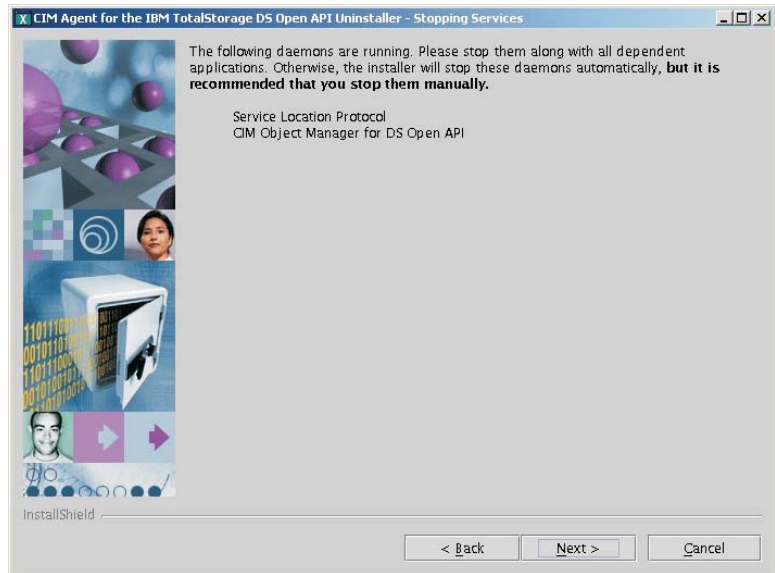 CIM Agent for the IBM TotalStorage DS Open API Uninstaller - Stopping Services
The following daemons are running. Please stop them along with all dependent
applications. Otherwise, the installer will stop these daemons automatically, but it is
recommended that you stop them manually.
Service Location Protocol
CIM Object Manager for DS Open API
InstallShield
< Back
Next >
Cancel